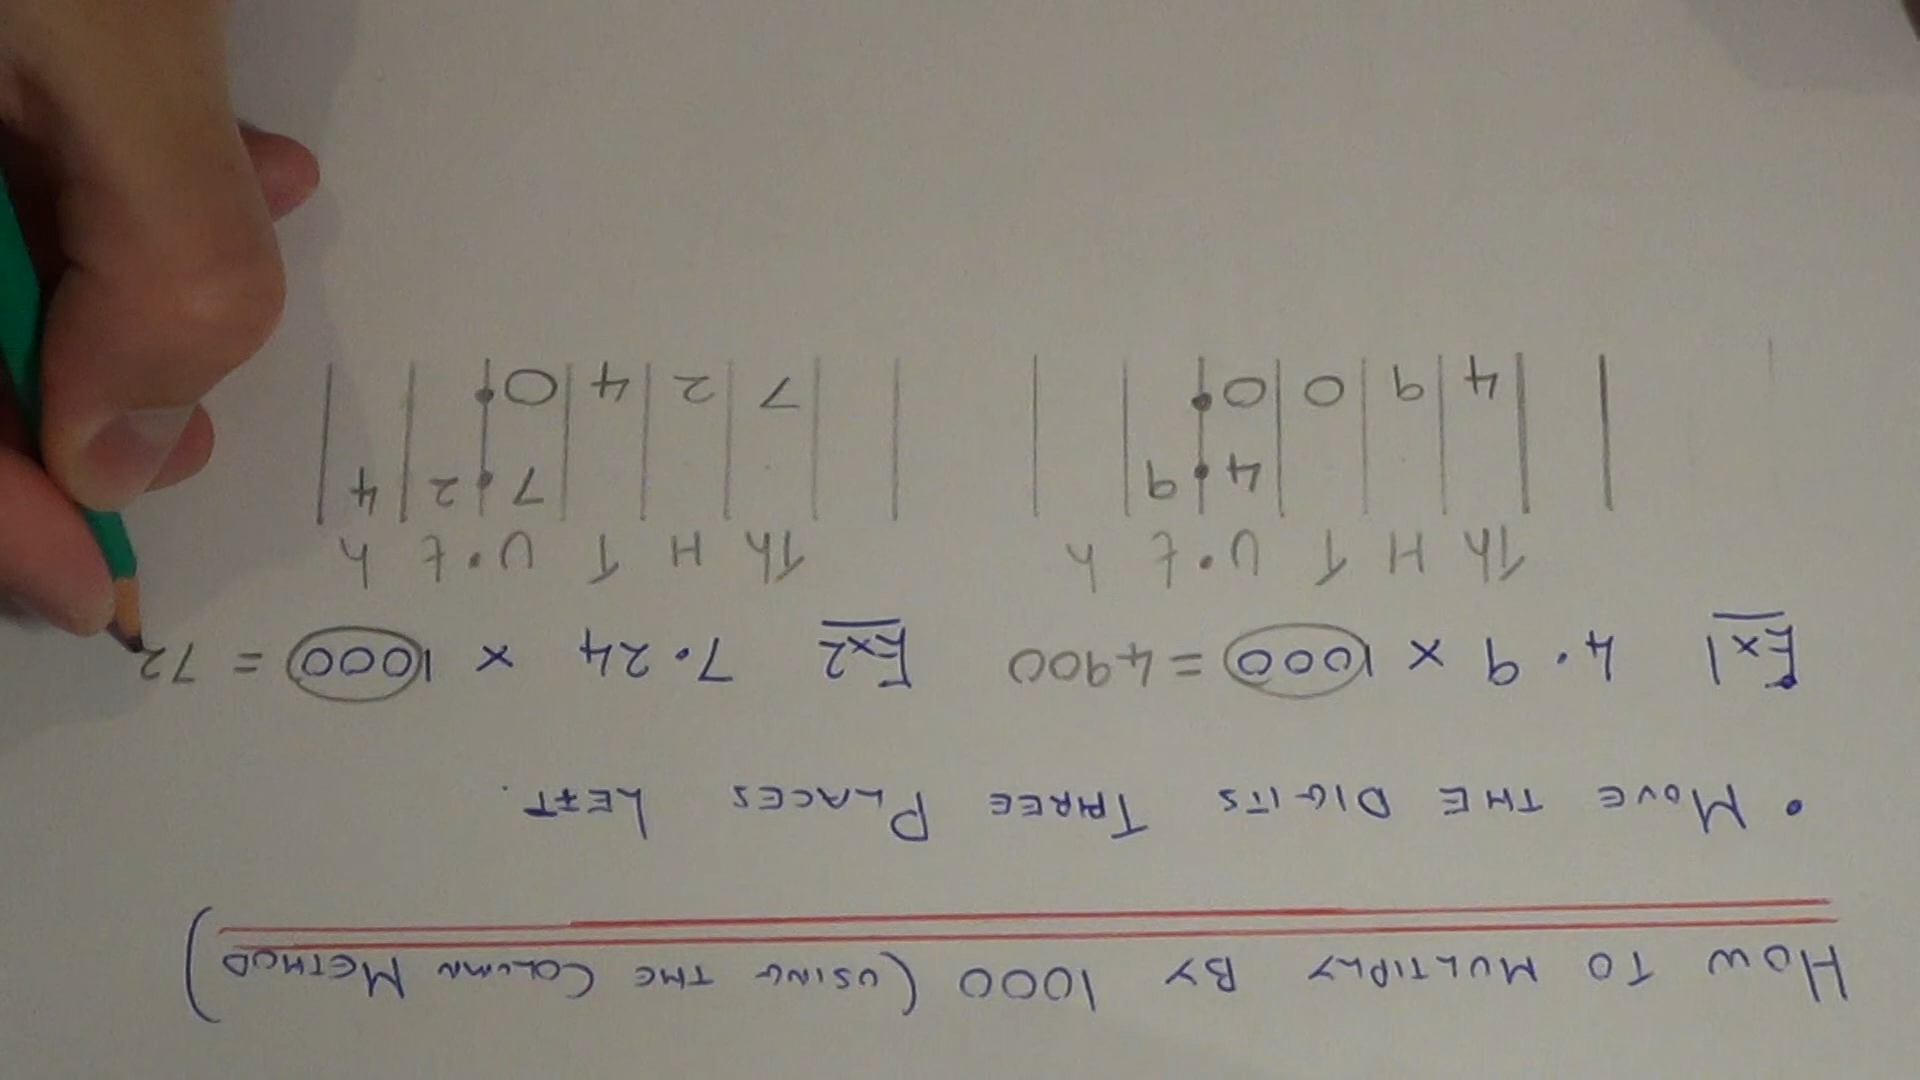 HOW TO MULTIPLY BY 1000 (USING THE COLUMN METHOD)
• MOVE THE DIGITS THREE PLACES LEFT.
Ex1 4.9 × 1000 = 4900 Ex2 7.24 × 1000 = 72
Th H T U . t h Th H T U . t h
4 . 9 7 . 2 4
4 9 0 0 . 7 2 4 0 .